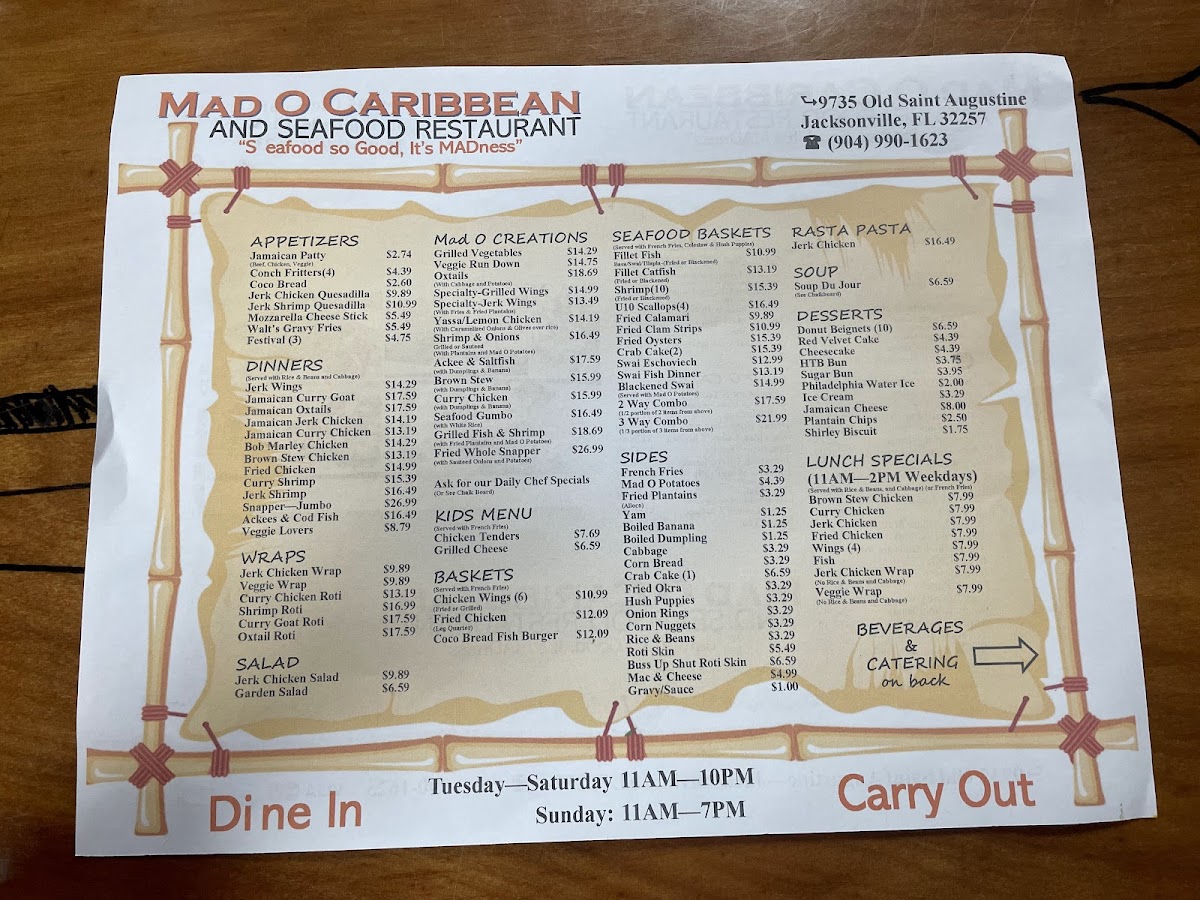 MAD O CARIBBEAN
AND SEAFOOD RESTAURANT
"S eafood so Good, It's MADness"
9735 Old Saint Augustine
Jacksonville, FL 32257
(904) 990-1623
APPETIZERS
Jamaican Patty $2.74
(Beef, Chicken, Veggie)
Conch Fritters(4) $4.39
Coco Bread $2.60
Jerk Chicken Quesadilla $9.89
Jerk Shrimp Quesadilla $10.99
Mozzarella Cheese Stick $5.49
Walt's Gravy Fries $5.49
Festival (3) $4.75
DINNERS
(Served with Rice & Beans and Cabbage)
Jerk Wings $14.29
Jamaican Curry Goat $17.59
Jamaican Oxtails $17.59
Jamaican Jerk Chicken $14.19
Jamaican Curry Chicken $13.19
Bob Marley Chicken $14.29
Brown Stew Chicken $13.19
Fried Chicken $14.99
Curry Shrimp $15.39
Jerk Shrimp $16.49
Snapper—Jumbo $26.99
Ackees & Cod Fish $16.49
Veggie Lovers $8.79
WRAPS
Jerk Chicken Wrap $9.89
Veggie Wrap $9.89
Curry Chicken Roti $13.19
Shrimp Roti $16.99
Curry Goat Roti $17.59
Oxtail Roti $17.59
SALAD
Jerk Chicken Salad $9.89
Garden Salad $6.59
Mad O CREATIONS
Grilled Vegetables $14.29
Veggie Run Down $14.75
Oxtails $18.69
(With Cabbage and Potatoes)
Specialty-Grilled Wings $14.99
Specialty-Jerk Wings $13.49
(With Fries & Fried Plantains)
Yassa/Lemon Chicken $14.19
(With Caramelized Onions & Olives over rice)
Shrimp & Onions $16.49
Grilled or Sauteed
(With Plantains and Mad O Potatoes)
Ackee & Saltfish $17.59
(with Dumplings & Banana)
Brown Stew $15.99
(with Dumplings & Banana)
Curry Chicken $15.99
(with Dumplings & Banana)
Seafood Gumbo $16.49
(with White Rice)
Grilled Fish & Shrimp $18.69
(with Fried Plantains and Mad O Potatoes)
Fried Whole Snapper $26.99
(with Sauteed Onions and Potatoes)
Ask for our Daily Chef Specials
(Or See Chalk Board)
KIDS MENU
(Served with French Fries)
Chicken Tenders $7.69
Grilled Cheese $6.59
BASKETS
(Served with French Fries)
Chicken Wings (6) $10.99
(Fried or Grilled)
Fried Chicken $12.09
(Leg Quarter)
Coco Bread Fish Burger $12,09
SEAFOOD BASKETS
(Served with French Fries, Coleslaw & Hush Puppies)
Fillet Fish $10.99
Bass/Swai/Tilapia-(Fried or Blackened)
Fillet Catfish $13.19
(Fried or Blackened)
Shrimp(10) $15.39
(Fried or Blackened)
U10 Scallops(4) $16.49
Fried Calamari $9.89
Fried Clam Strips $10.99
Fried Oysters $15.39
Crab Cake(2) $15.39
Swai Eschoviech $12.99
Swai Fish Dinner $13.19
Blackened Swai $14.99
(Served with Mad O Potatoes)
2 Way Combo $17.59
(1/2 portion of 2 items from above)
3 Way Combo $21.99
(1/3 portion of 3 items from above)
SIDES
French Fries $3.29
Mad O Potatoes $4.39
Fried Plantains $3.29
Yam $1.25
Boiled Banana $1.25
Boiled Dumpling $1.25
Cabbage $3.29
Corn Bread $3.29
Crab Cake (1) $6.59
Fried Okra $3.29
Hush Puppies $3.29
Onion Rings $3.29
Corn Nuggets $3.29
Rice & Beans $3.29
Roti Skin $5.49
Buss Up Shut Roti Skin $6.59
Mac & Cheese $4.99
Gravy/Sauce $1.00
RASTA PASTA
Jerk Chicken $16.49
SOUP
Soup Du Jour $6.59
(See Chalkboard)
DESSERTS
Donut Beignets (10) $6.59
Red Velvet Cake $4.39
Cheesecake $4.39
HTB Bun $3.75
Sugar Bun $3.95
Philadelphia Water Ice $2.00
Ice Cream $3.29
Jamaican Cheese $8.00
Plantain Chips $2.50
Shirley Biscuit $1.75
LUNCH SPECIALS
(11AM—2PM Weekdays)
(Served with Rice & Beans, and Cabbage) (or French Fries)
Brown Stew Chicken $7.99
Curry Chicken $7.99
Jerk Chicken $7.99
Fried Chicken $7.99
Wings (4) $7.99
Fish $7.99
Jerk Chicken Wrap $7.99
(No Rice & Beans and Cabbage)
Veggie Wrap $7.99
(No Rice & Beans and Cabbage)
BEVERAGES
&
CATERING
on back
Tuesday—Saturday 11AM—10PM
Sunday: 11AM—7PM
Dine In
Carry Out